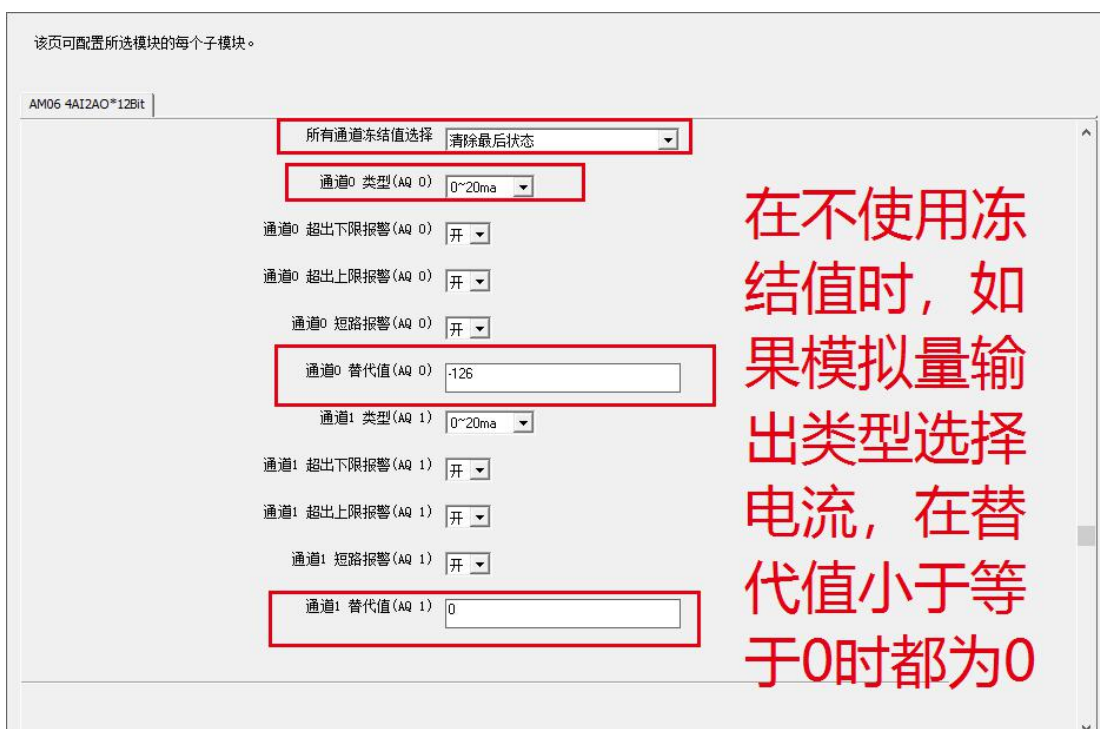 该页可配置所选模块的每个子模块。
AM06 4AI2AO*12Bit
所有通道冻结值选择 清除最后状态
通道0 类型(AQ 0) 0~20ma
通道0 超出下限报警(AQ 0) 开
通道0 超出上限报警(AQ 0) 开
通道0 短路报警(AQ 0) 开
通道0 替代值(AQ 0) -126
通道1 类型(AQ 1) 0~20ma
通道1 超出下限报警(AQ 1) 开
通道1 超出上限报警(AQ 1) 开
通道1 短路报警(AQ 1) 开
通道1 替代值(AQ 1) 0
在不使用冻
结值时，如
果模拟量输
出类型选择
电流，在替
代值小于等
于0时都为0